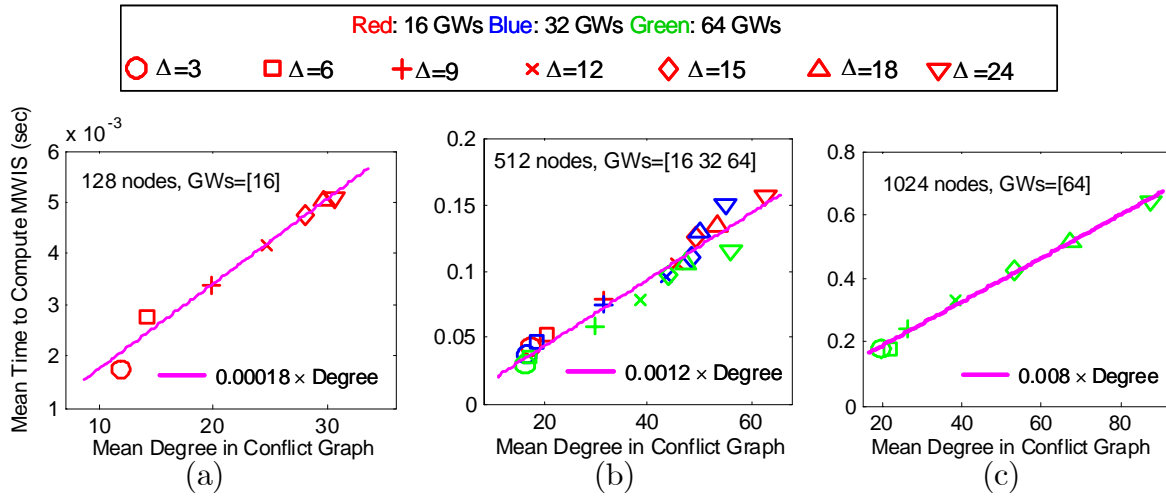 Red: 16 GWs Blue: 32 GWs Green: 64 GWs
Δ=3 Δ=6 Δ=9 Δ=12 Δ=15 Δ=18 Δ=24
Mean Time to Compute MWIS (sec)
x 10^-3
6
5
4
3
2
1
128 nodes, GWs=[16]
0.00018 × Degree
10 20 30
Mean Degree in Conflict Graph
(a)
0.2
0.15
0.1
0.05
0
512 nodes, GWs=[16 32 64]
0.0012 × Degree
20 40 60
Mean Degree in Conflict Graph
(b)
0.8
0.6
0.4
0.2
0
1024 nodes, GWs=[64]
0.008 × Degree
20 40 60 80
Mean Degree in Conflict Graph
(c)